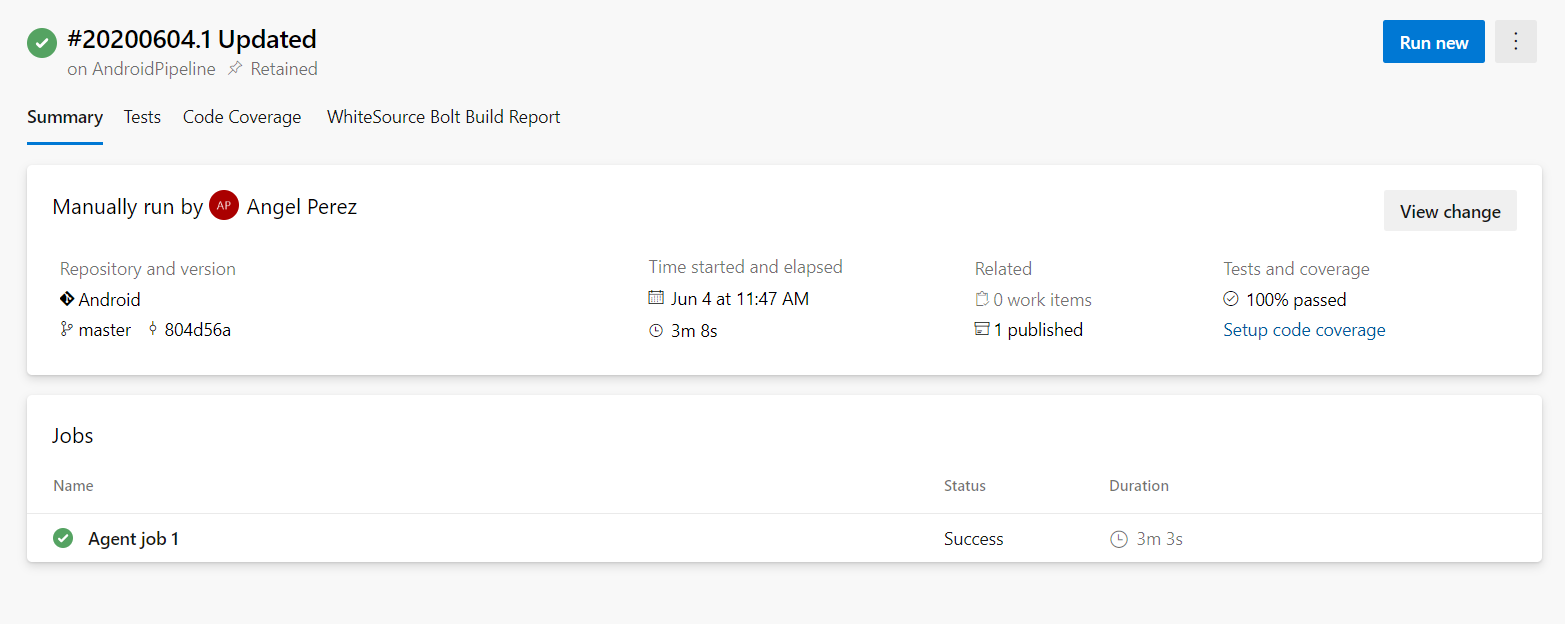 #20200604.1 Updated
on AndroidPipeline Retained
Run new
Summary Tests Code Coverage WhiteSource Bolt Build Report
Manually run by AP Angel Perez
View change
Repository and version
Android
master 804d56a
Time started and elapsed
Jun 4 at 11:47 AM
3m 8s
Related
0 work items
1 published
Tests and coverage
100% passed
Setup code coverage
Jobs
Name Status Duration
Agent job 1 Success 3m 3s